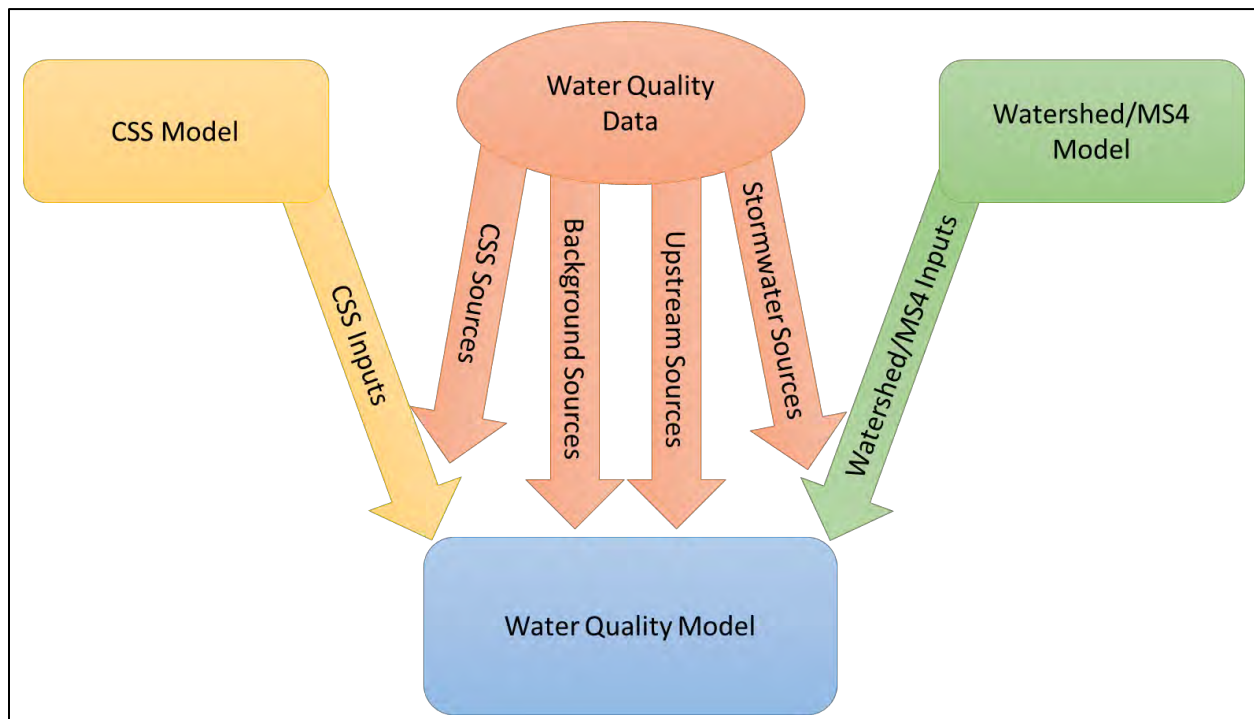 CSS Model
Water Quality
Data
Watershed/MS4
Model
CSS Inputs
CSS Sources
Background Sources
Upstream Sources
Stormwater Sources
Watershed/MS4 Inputs
Water Quality Model